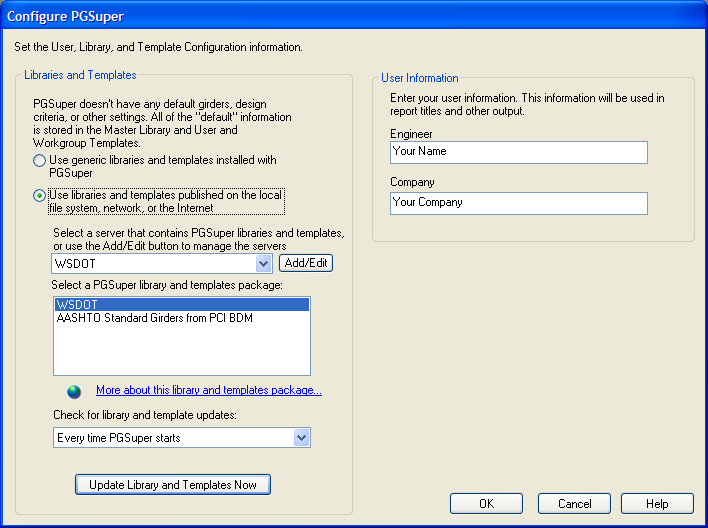 Configure PGSuper
Set the User, Library, and Template Configuration information.
Libraries and Templates
PGSuper doesn't have any default girders, design
criteria, or other settings. All of the "default" information
is stored in the Master Library and User and
Workgroup Templates.
Use generic libraries and templates installed with
PGSuper
Use libraries and templates published on the local
file system, network, or the Internet
Select a server that contains PGSuper libraries and templates,
or use the Add/Edit button to manage the servers
WSDOT
Add/Edit
Select a PGSuper library and templates package:
WSDOT
AASHTO Standard Girders from PCI BDM
More about this library and templates package...
Check for library and template updates:
Every time PGSuper starts
Update Library and Templates Now
User Information
Enter your user information. This information will be used in
report titles and other output.
Engineer
Your Name
Company
Your Company
OK
Cancel
Help